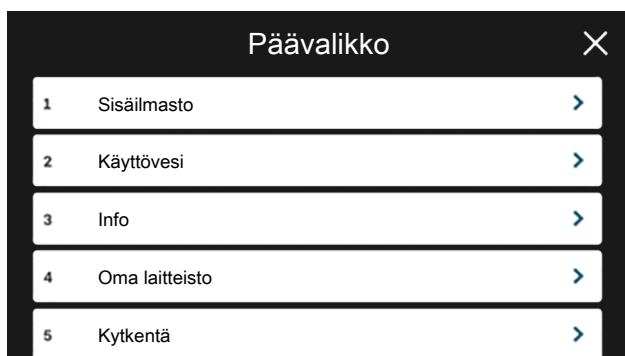 Päävalikko
1 Sisäilmasto
2 Käyttövesi
3 Info
4 Oma laitteisto
5 Kytkentä